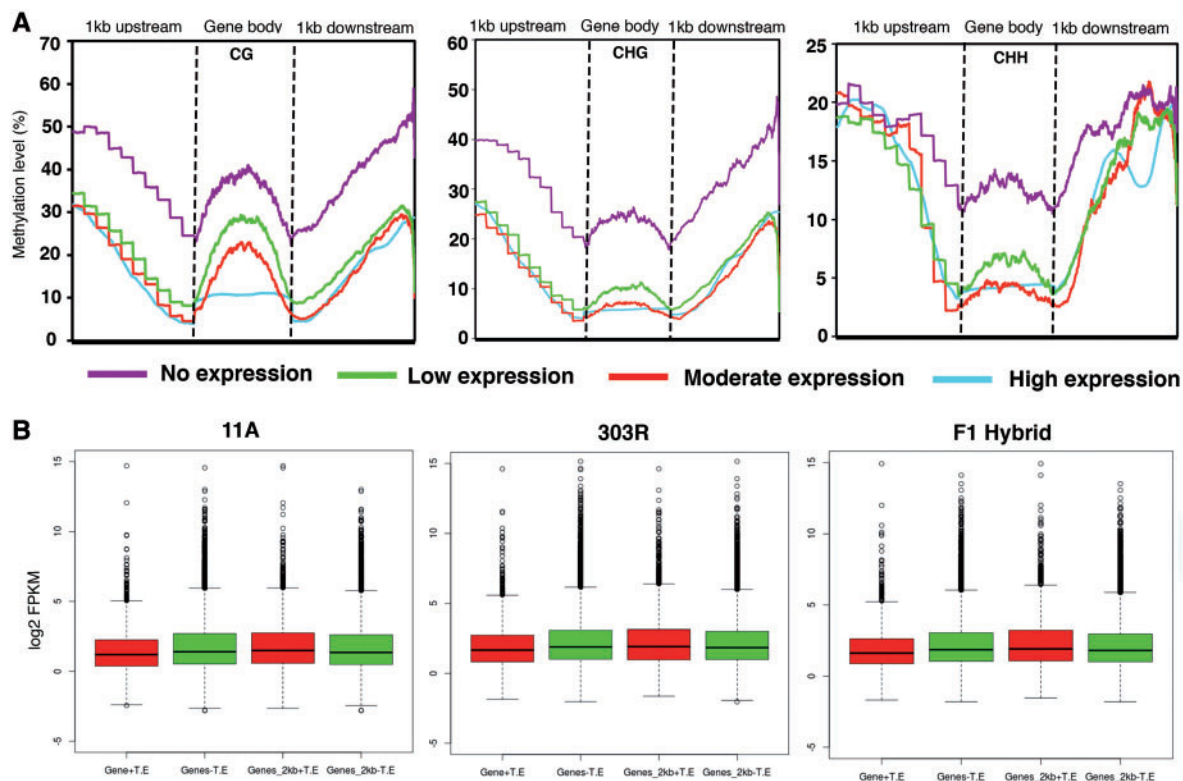 A
1kb upstream Gene body 1kb downstream
1kb upstream Gene body 1kb downstream
1kb upstream Gene body 1kb downstream
CG
CHG
CHH
Methylation level (%)
70
60
50
40
30
20
10
0
60
50
40
30
20
10
0
25
20
15
10
5
0
No expression
Low expression
Moderate expression
High expression
B
11A
303R
F1 Hybrid
log2 FPKM
15
10
5
0
-5
15
10
5
0
-5
15
10
5
0
-5
Gene+T.E Genes-T.E Genes_2kb+T.E Genes_2kb-T.E
Gene+T.E Genes-T.E Genes_2kb+T.E Genes_2kb-T.E
Gene+T.E Genes-T.E Genes_2kb+T.E Genes_2kb-T.E